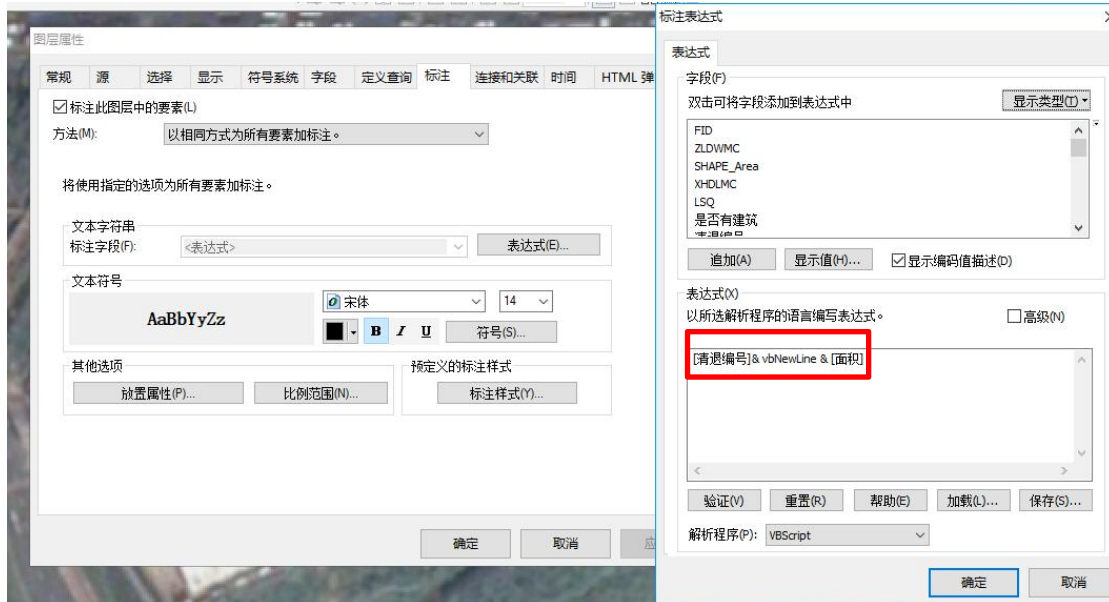 图层属性
常规 源 选择 显示 符号系统 字段 定义查询 标注 连接和关联 时间 HTML 弹
标注此图层中的要素(L)
方法(M): 以相同方式为所有要素加标注。
将使用指定的选项为所有要素加标注。
文本字符串
标注字段(F): <表达式> 表达式(E)...
文本符号
AaBbYyZz
宋体 14
B I U 符号(S)...
其他选项 预定义的标注样式
放置属性(P)... 比例范围(N)... 标注样式(Y)...
确定 取消 应
标注表达式
表达式
字段(F)
双击可将字段添加到表达式中 显示类型(T)
FID
ZLDWMC
SHAPE_Area
XHDLMC
LSQ
是否有建筑
清退编号
追加(A) 显示值(H)... 显示编码值描述(D)
表达式(X)
以所选解析程序的语言编写表达式。 高级(N)
[清退编号]& vbNewLine & [面积]
验证(V) 重置(R) 帮助(E) 加载(L)... 保存(S)...
解析程序(P): VBScript
确定 取消